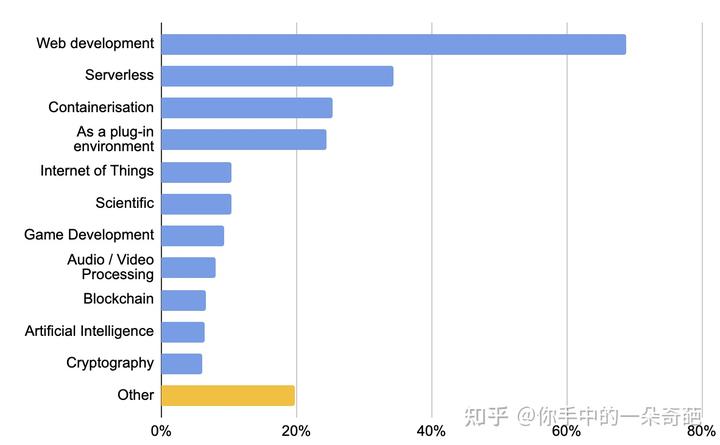 Web development
Serverless
Containerisation
As a plug-in
environment
Internet of Things
Scientific
Game Development
Audio / Video
Processing
Blockchain
Artificial Intelligence
Cryptography
Other
知乎 @你手中的一朵奇葩
0% 20% 40% 60% 80%